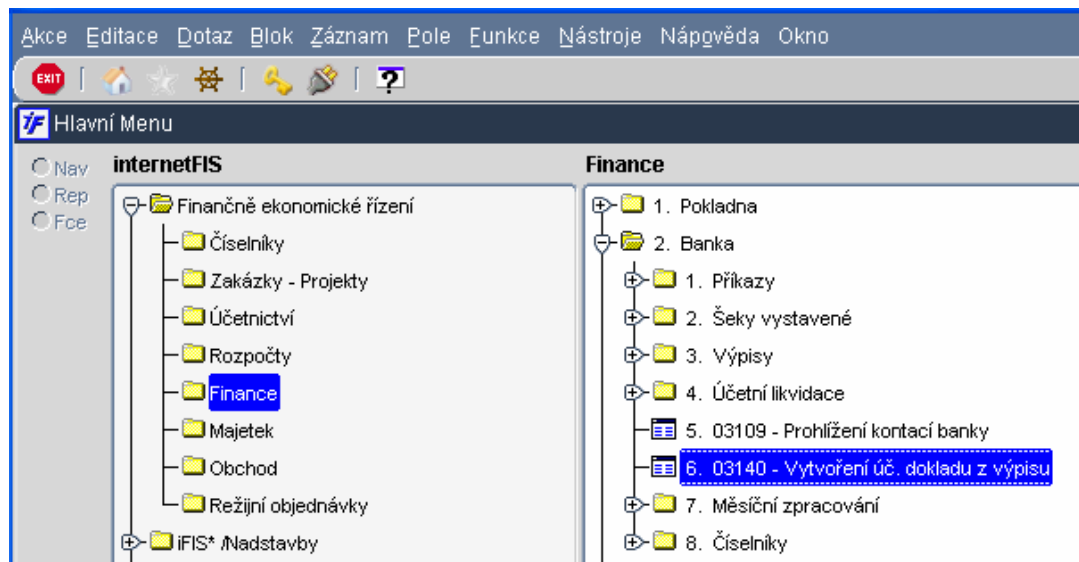 Akce Editace Dotaz Blok Záznam Pole Funkce Nástroje Nápověda Okno
EXIT ?
iF Hlavní Menu
Nav
Rep
Fce
internetFIS
Finančně ekonomické řízení
Číselníky
Zakázky - Projekty
Účetnictví
Rozpočty
Finance
Majetek
Obchod
Režijní objednávky
iFIS* /Nadstavby
Finance
1. Pokladna
2. Banka
1. Příkazy
2. Šeky vystavené
3. Výpisy
4. Účetní likvidace
5. 03109 - Prohlížení kontací banky
6. 03140 - Vytvoření úč. dokladu z výpisu
7. Měsíční zpracování
8. Číselníky